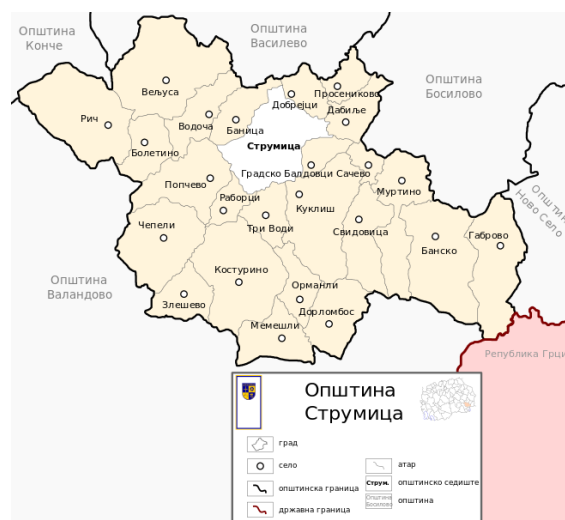 Општина
Конче
Општина
Василево
Општина
Босилово
Општина
Ново Село
Општина
Валандово
Вељуса
Просениково
Добрејци
Рич
Водоча
Баница
Дабиље
Болетино
Струмица
Градско Балдовци
Сачево
Попчево
Муртино
Раборци
Куклиш
Чепели
Три Води
Свидовица
Банско
Габрово
Костурино
Орманли
Злешево
Дорломбос
Мемешли
Република Грци
Општина
Струмица
град
село
општинска граница
државна граница
атар
Струм.
општинско седиште
Општина
Босилово
општина